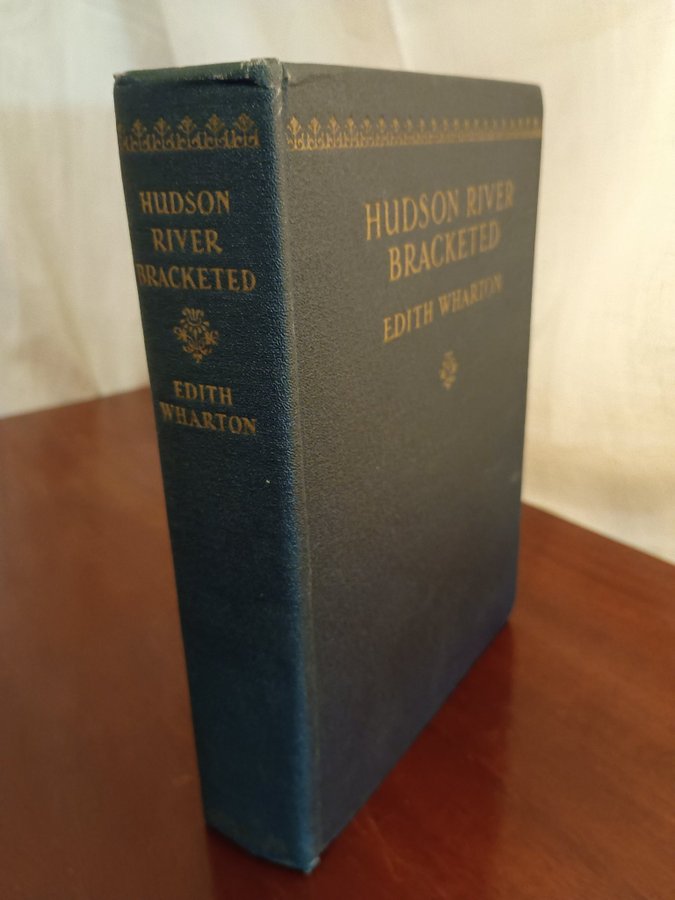 HUDSON
RIVER
BRACKETED
EDITH
WHARTON
HUDSON RIVER
BRACKETED
EDITH WHARTON